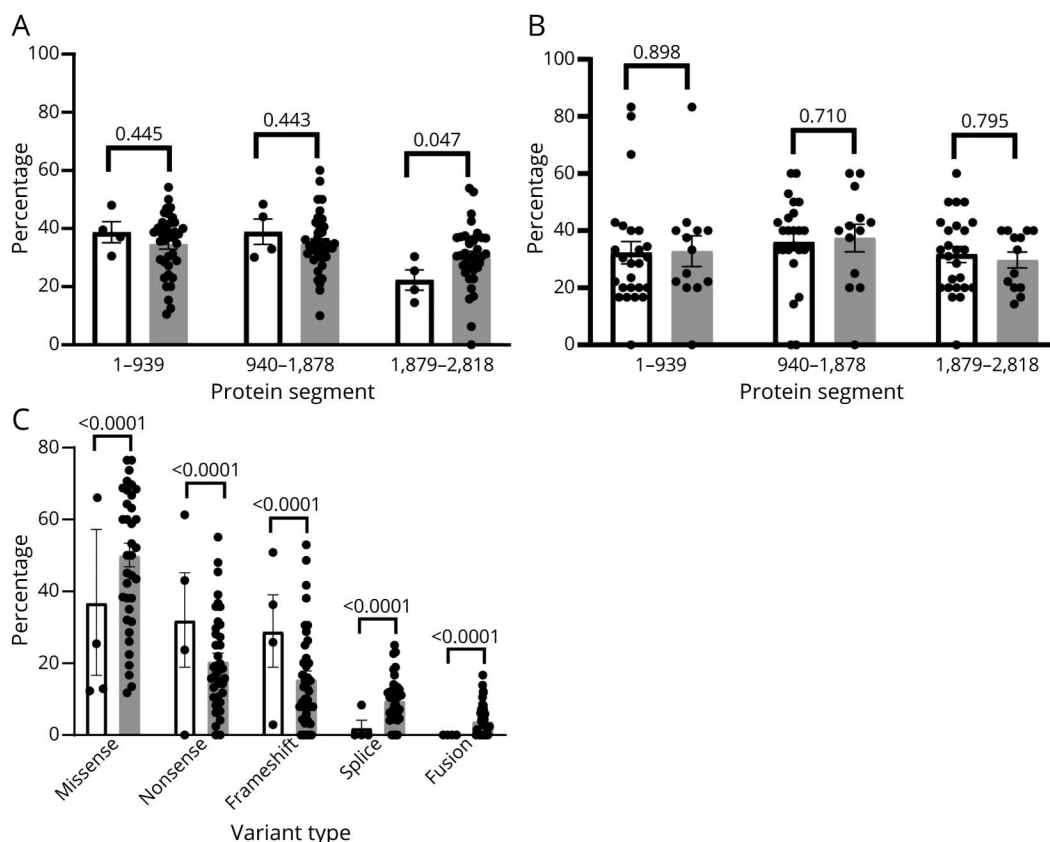 A
Percentage
100
80
60
40
20
0
0.445
0.443
0.047
1–939
940–1,878
1,879–2,818
Protein segment
B
Percentage
100
80
60
40
20
0
0.898
0.710
0.795
1–939
940–1,878
1,879–2,818
Protein segment
C
Percentage
80
60
40
20
0
<0.0001
<0.0001
<0.0001
<0.0001
<0.0001
Missense
Nonsense
Frameshift
Splice
Fusion
Variant type